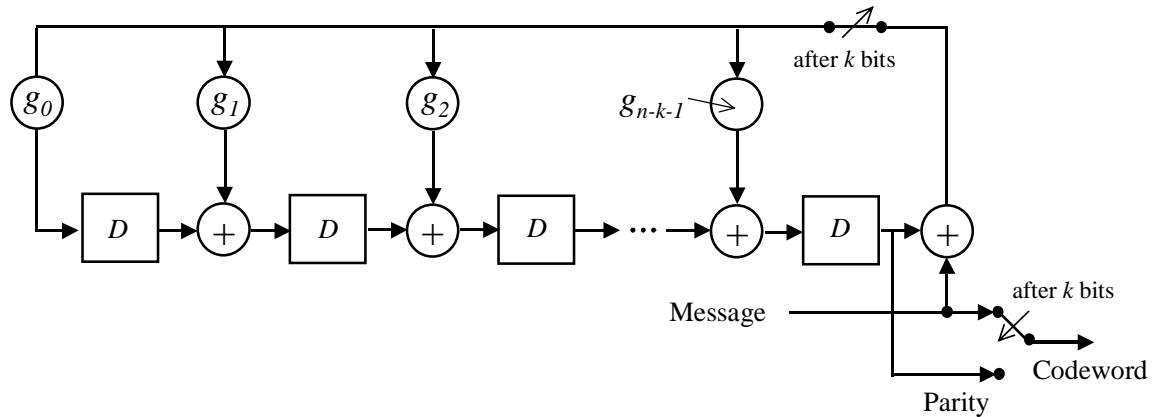 after k bits
g₀ g₁ g₂ gₙ₋ₖ₋₁
D + D + D ··· + D +
Message
after k bits
Codeword
Parity